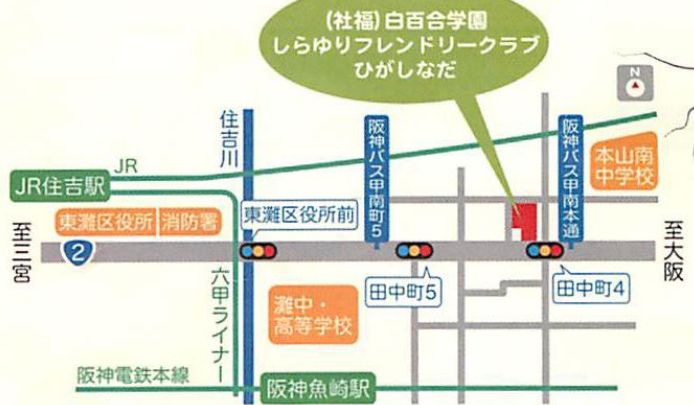 (社福)白百合学園
しらゆりフレンドリークラブ
ひがしなだ
N
住吉川
阪神バス甲南町5
阪神バス甲南本通
本山南
中学校
JR
JR住吉駅
東灘区役所
消防署
東灘区役所前
至三宮
2
至大阪
田中町5
田中町4
六甲ライナー
灘中・
高等学校
阪神電鉄本線
阪神魚崎駅